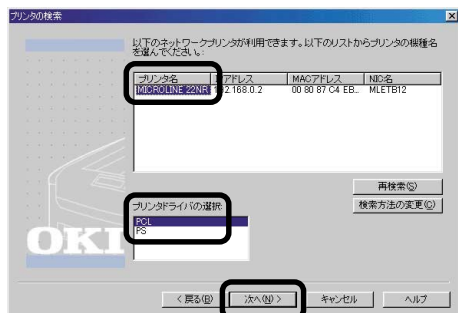 プリンタの検索
以下のネットワークプリンタが利用できます。以下のリストからプリンタの機種名
を選んでください。:
プリンタ名 IPアドレス MACアドレス NIC名
MICROLINE 22NR 192.168.0.2 00 80 87 C4 EB... MLETB12
再検索(S)
プリンタドライバの選択:
検索方法の変更(C)
PCL
PS
OKI
< 戻る(B) 次へ(N) > キャンセル ヘルプ